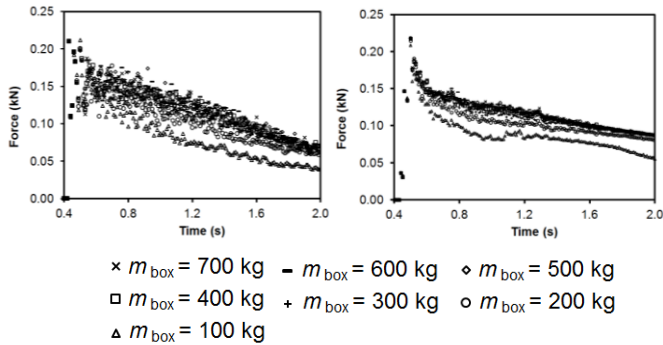 0.25
0.20
0.15
0.10
0.05
0.00
Force (kN)
0.4 0.8 1.2 1.6 2.0
Time (s)
0.25
0.20
0.15
0.10
0.05
0.00
Force (kN)
0.4 0.8 1.2 1.6 2.0
Time (s)
× m box = 700 kg - m box = 600 kg ◇ m box = 500 kg
□ m box = 400 kg + m box = 300 kg ○ m box = 200 kg
△ m box = 100 kg